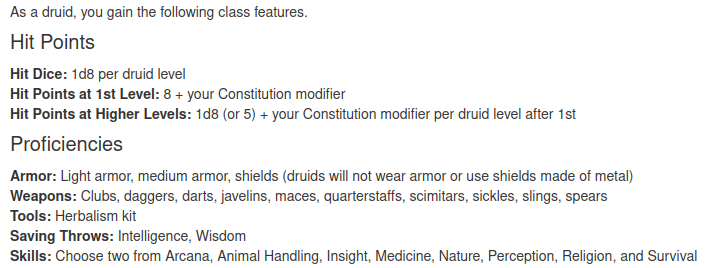 As a druid, you gain the following class features.
Hit Points
Hit Dice: 1d8 per druid level
Hit Points at 1st Level: 8 + your Constitution modifier
Hit Points at Higher Levels: 1d8 (or 5) + your Constitution modifier per druid level after 1st
Proficiencies
Armor: Light armor, medium armor, shields (druids will not wear armor or use shields made of metal)
Weapons: Clubs, daggers, darts, javelins, maces, quarterstaffs, scimitars, sickles, slings, spears
Tools: Herbalism kit
Saving Throws: Intelligence, Wisdom
Skills: Choose two from Arcana, Animal Handling, Insight, Medicine, Nature, Perception, Religion, and Survival